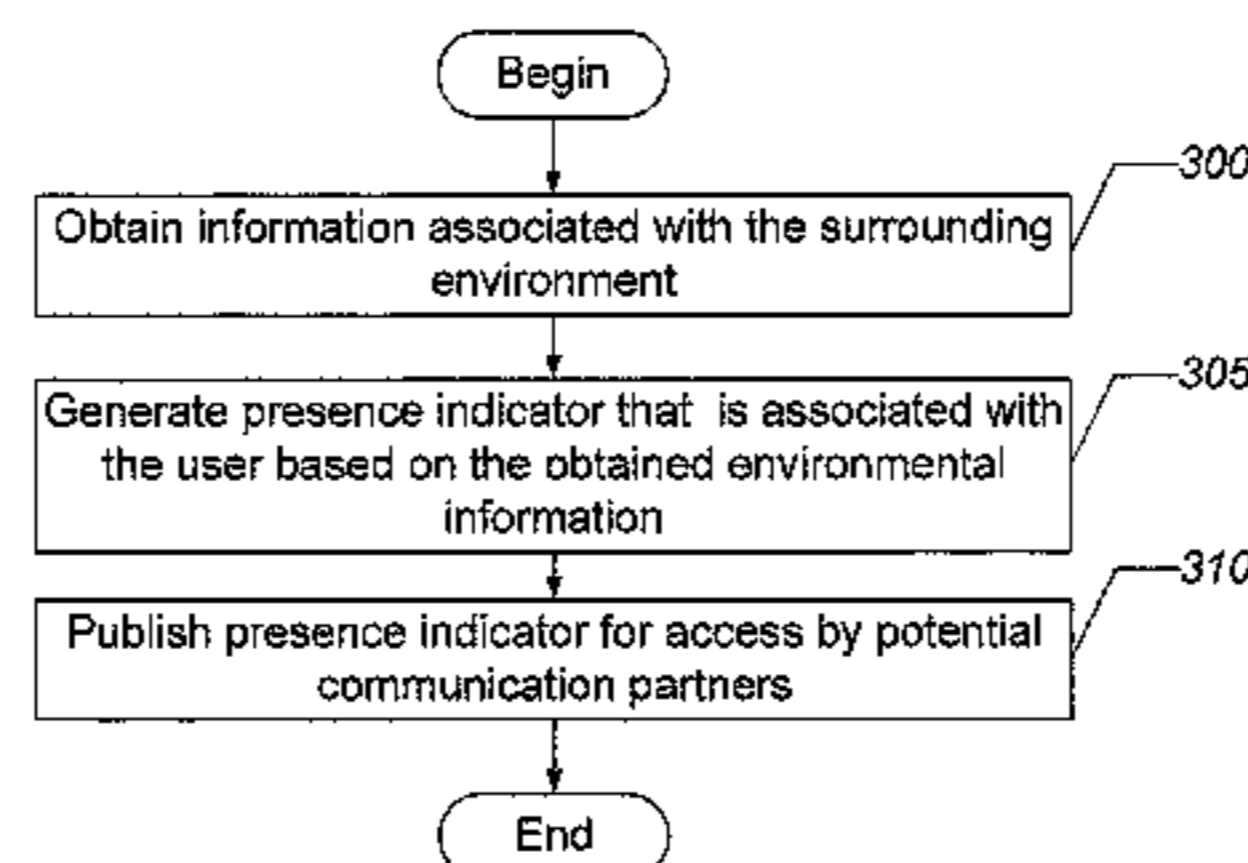 Begin
300
Obtain information associated with the surrounding
environment
305
Generate presence indicator that is associated with
the user based on the obtained environmental
information
310
Publish presence indicator for access by potential
communication partners
End